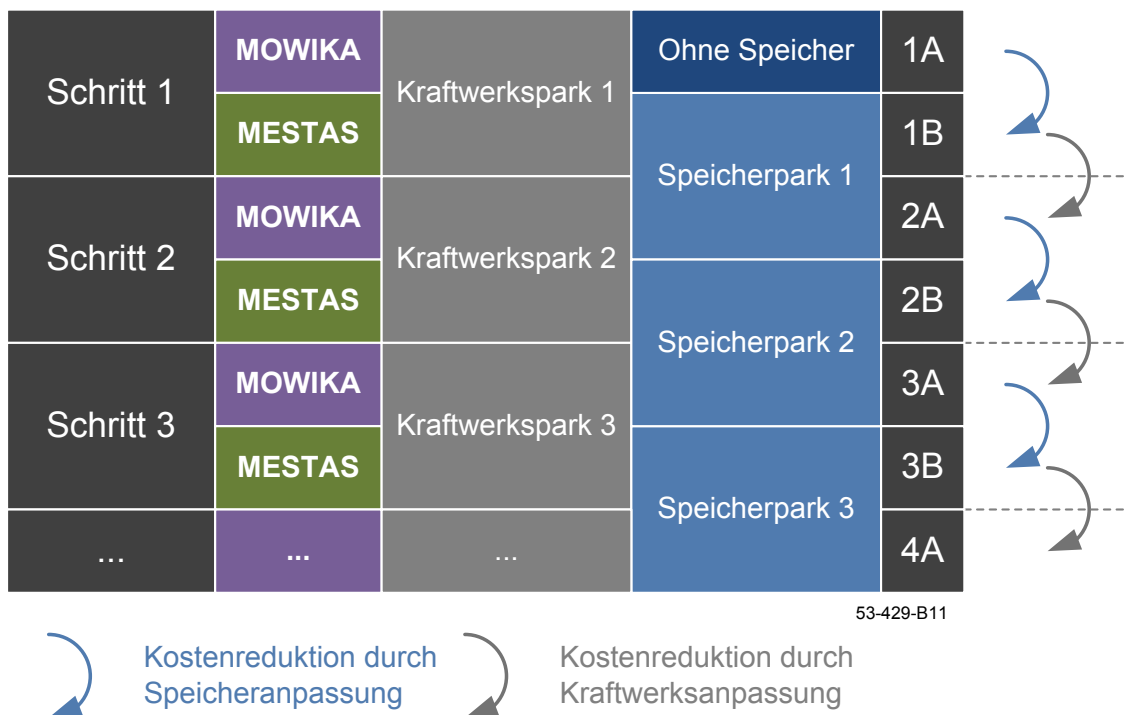 Schritt 1
MOWIKA
Kraftwerkspark 1
Ohne Speicher
1A
MESTAS
Speicherpark 1
1B
Schritt 2
MOWIKA
Kraftwerkspark 2
2A
MESTAS
Speicherpark 2
2B
Schritt 3
MOWIKA
Kraftwerkspark 3
3A
MESTAS
Speicherpark 3
3B
...
...
...
4A
53-429-B11
Kostenreduktion durch
Speicheranpassung
Kostenreduktion durch
Kraftwerksanpassung